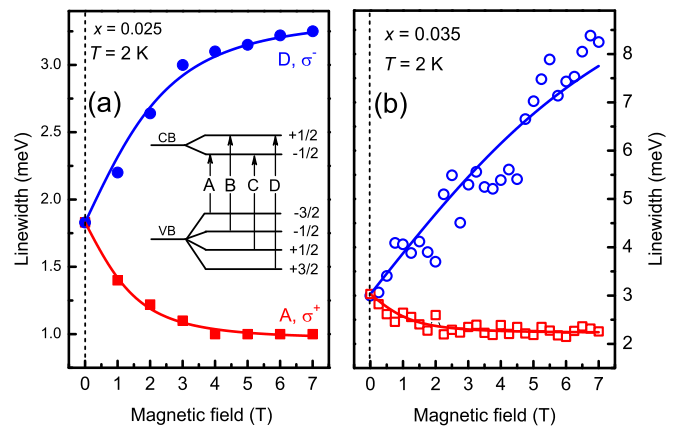 x = 0.025
T = 2 K
D, σ⁻
(a)
CB
+1/2
-1/2
A B C D
VB
-3/2
-1/2
+1/2
+3/2
A, σ⁺
1.0
1.5
2.0
2.5
3.0
Linewidth (meV)
0 1 2 3 4 5 6 7
Magnetic field (T)
x = 0.035
T = 2 K
(b)
8
7
6
5
4
3
2
Linewidth (meV)
0 1 2 3 4 5 6 7
Magnetic field (T)